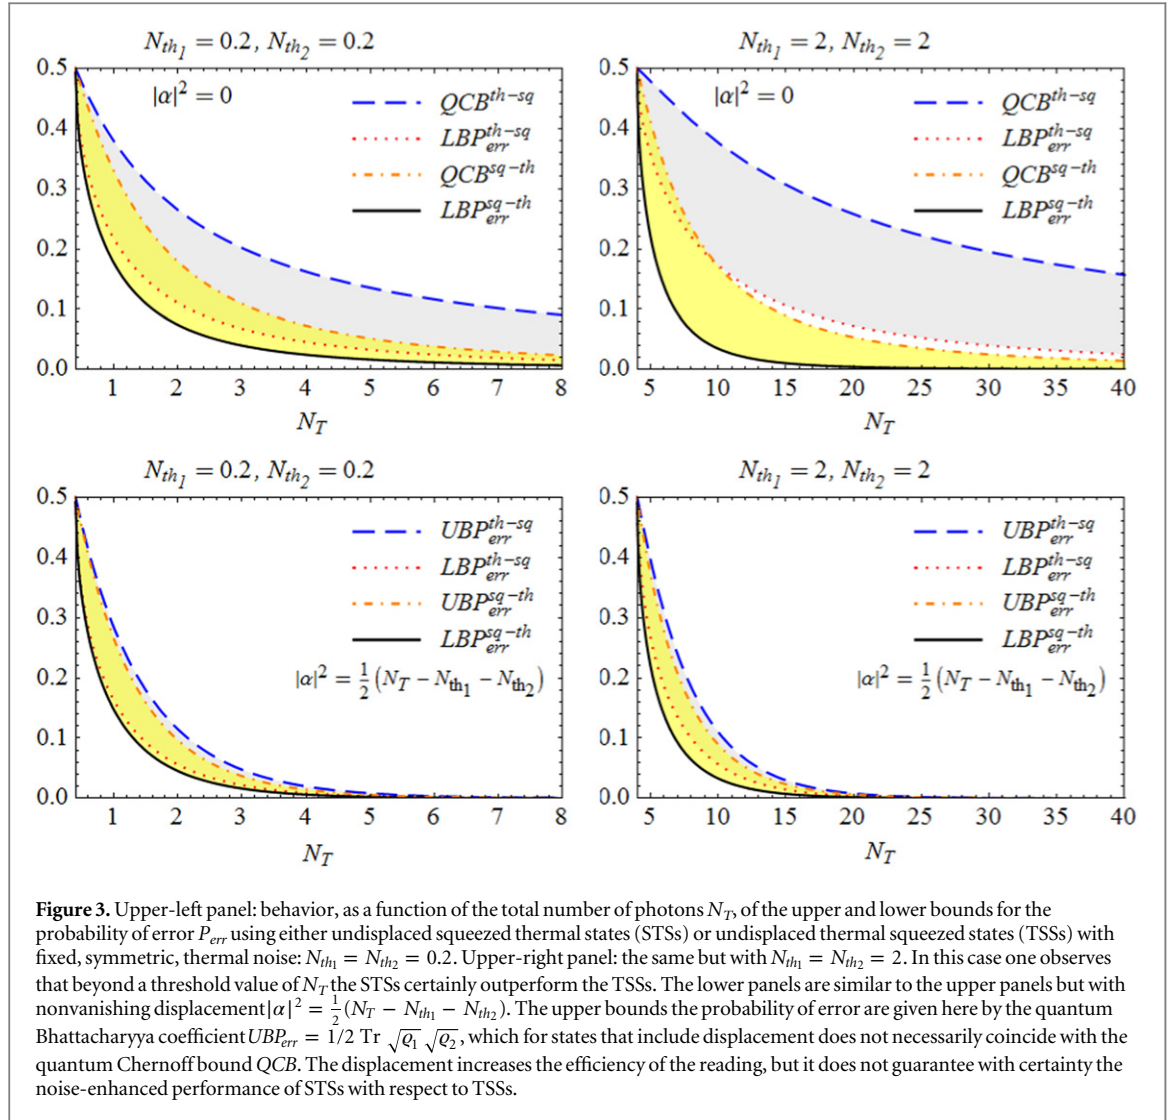 N_{th_1} = 0.2, N_{th_2} = 0.2
|α|² = 0
QCB^{th−sq}
LBP_{err}^{th−sq}
QCB^{sq−th}
LBP_{err}^{sq−th}
0.5
0.4
0.3
0.2
0.1
0.0
1 2 3 4 5 6 7 8
N_T
N_{th_1} = 2, N_{th_2} = 2
|α|² = 0
QCB^{th−sq}
LBP_{err}^{th−sq}
QCB^{sq−th}
LBP_{err}^{sq−th}
0.5
0.4
0.3
0.2
0.1
0.0
5 10 15 20 25 30 35 40
N_T
N_{th_1} = 0.2, N_{th_2} = 0.2
UBP_{err}^{th−sq}
LBP_{err}^{th−sq}
UBP_{err}^{sq−th}
LBP_{err}^{sq−th}
|α|² = \frac{1}{2} (N_T − N_{th_1} − N_{th_2})
0.5
0.4
0.3
0.2
0.1
0.0
1 2 3 4 5 6 7 8
N_T
N_{th_1} = 2, N_{th_2} = 2
UBP_{err}^{th−sq}
LBP_{err}^{th−sq}
UBP_{err}^{sq−th}
LBP_{err}^{sq−th}
|α|² = \frac{1}{2} (N_T − N_{th_1} − N_{th_2})
0.5
0.4
0.3
0.2
0.1
0.0
5 10 15 20 25 30 35 40
N_T
Figure 3. Upper-left panel: behavior, as a function of the total number of photons N_T, of the upper and lower bounds for the
probability of error P_{err} using either undisplaced squeezed thermal states (STSs) or undisplaced thermal squeezed states (TSSs) with
fixed, symmetric, thermal noise: N_{th_1} = N_{th_2} = 0.2. Upper-right panel: the same but with N_{th_1} = N_{th_2} = 2. In this case one observes
that beyond a threshold value of N_T the STSs certainly outperform the TSSs. The lower panels are similar to the upper panels but with
nonvanishing displacement |α|² = \frac{1}{2}(N_T − N_{th_1} − N_{th_2}). The upper bounds the probability of error are given here by the quantum
Bhattacharyya coefficient UBP_{err} = 1/2 Tr √ϱ_1 √ϱ_2, which for states that include displacement does not necessarily coincide with the
quantum Chernoff bound QCB. The displacement increases the efficiency of the reading, but it does not guarantee with certainty the
noise-enhanced performance of STSs with respect to TSSs.